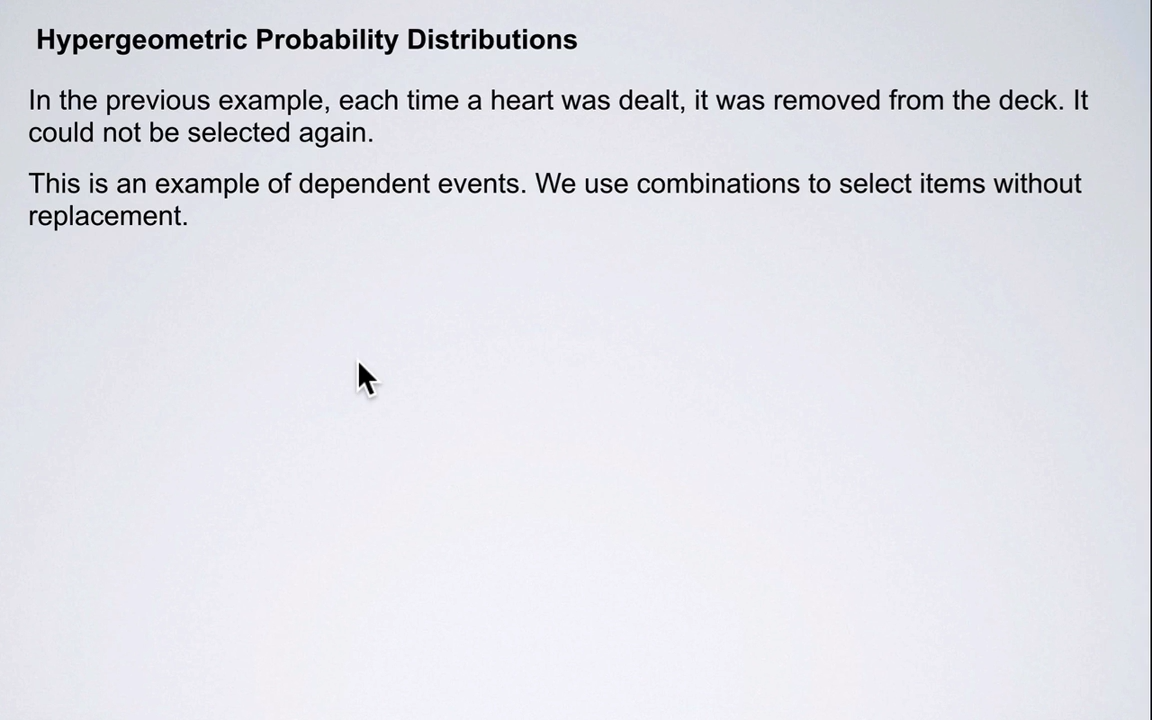 Hypergeometric Probability Distributions
In the previous example, each time a heart was dealt, it was removed from the deck. It
could not be selected again.
This is an example of dependent events. We use combinations to select items without
replacement.